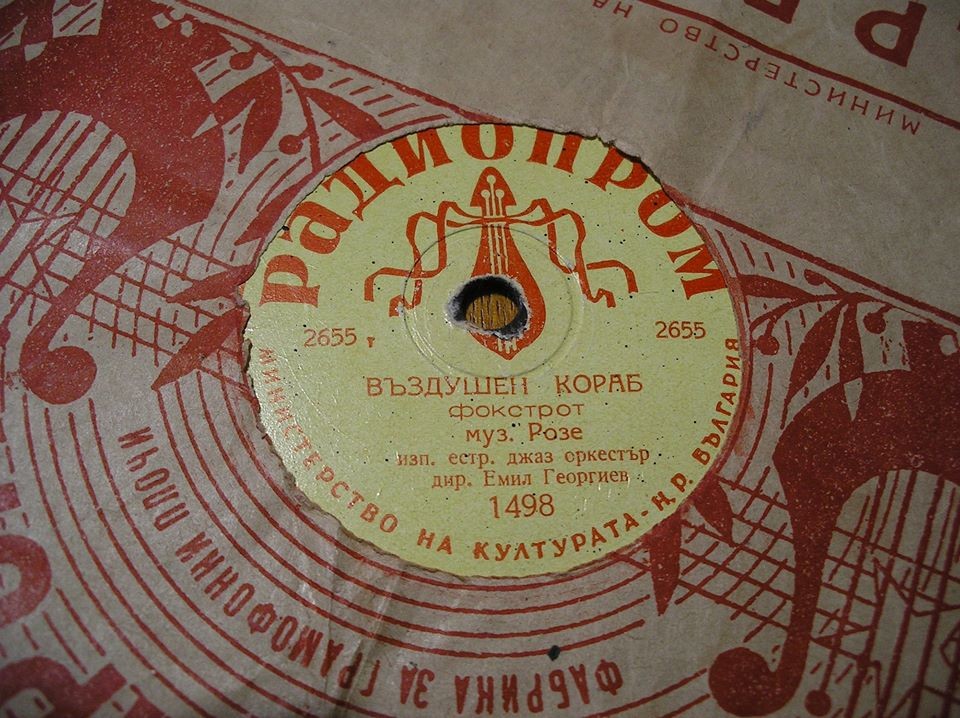 МИНИСТЕРСТВО НА
РАДИОПРОМ
2655 т 2655
ВЪЗДУШЕН КОРАБ
фокстрот
муз. Розе
изп. естр. джаз оркестър
дир. Емил Георгиев
1498
МИНИСТЕРСТВО НА КУЛТУРАТА - Н. Р. БЪЛГАРИЯ
ФАБРИКА ЗА ГРАМОФОННИ ПЛОЧИ